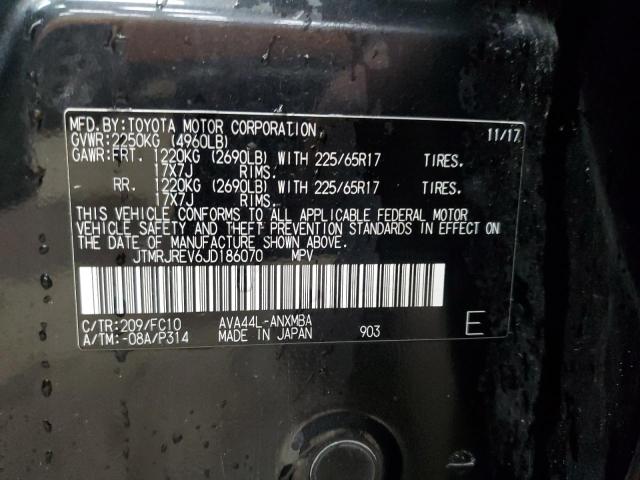 MFD.BY:TOYOTA MOTOR CORPORATION 11/17
GVWR:2250KG (4960LB)
GAWR:FRT. 1220KG (2690LB) WITH 225/65R17 TIRES.
17X7J RIMS.
RR. 1220KG (2690LB) WITH 225/65R17 TIRES.
17X7J RIMS.
THIS VEHICLE CONFORMS TO ALL APPLICABLE FEDERAL MOTOR
VEHICLE SAFETY AND THEFT PREVENTION STANDARDS IN EFFECT ON
THE DATE OF MANUFACTURE SHOWN ABOVE.
JTMRJREV6JD186070 MPV
C/TR:209/FC10 AVA44L-ANXMBA
A/TM:-08A/P314 MADE IN JAPAN 903 E